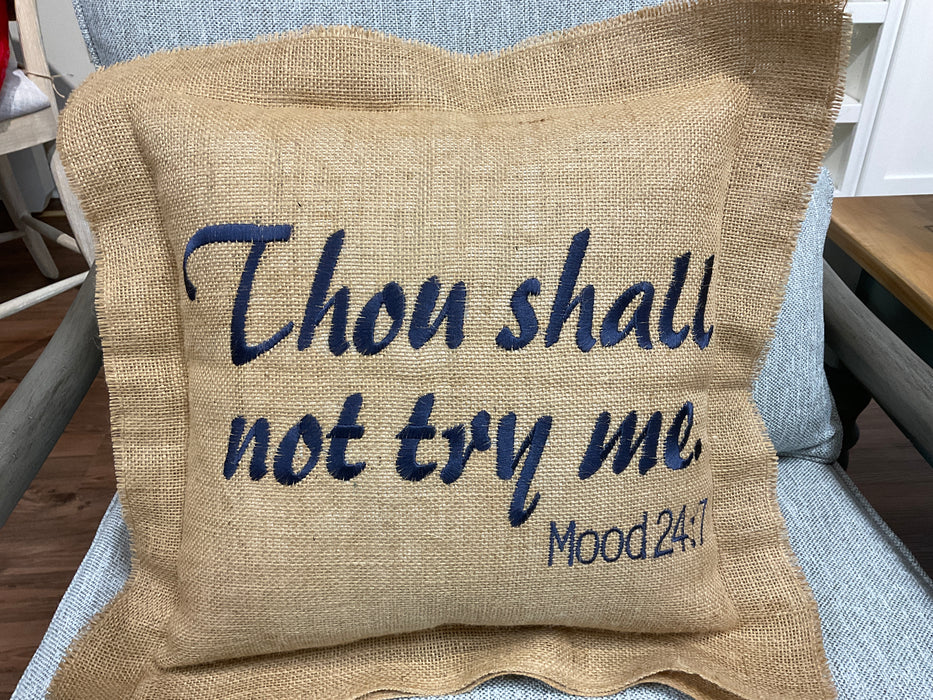 Thou shall
not try me.
Mood 24:7